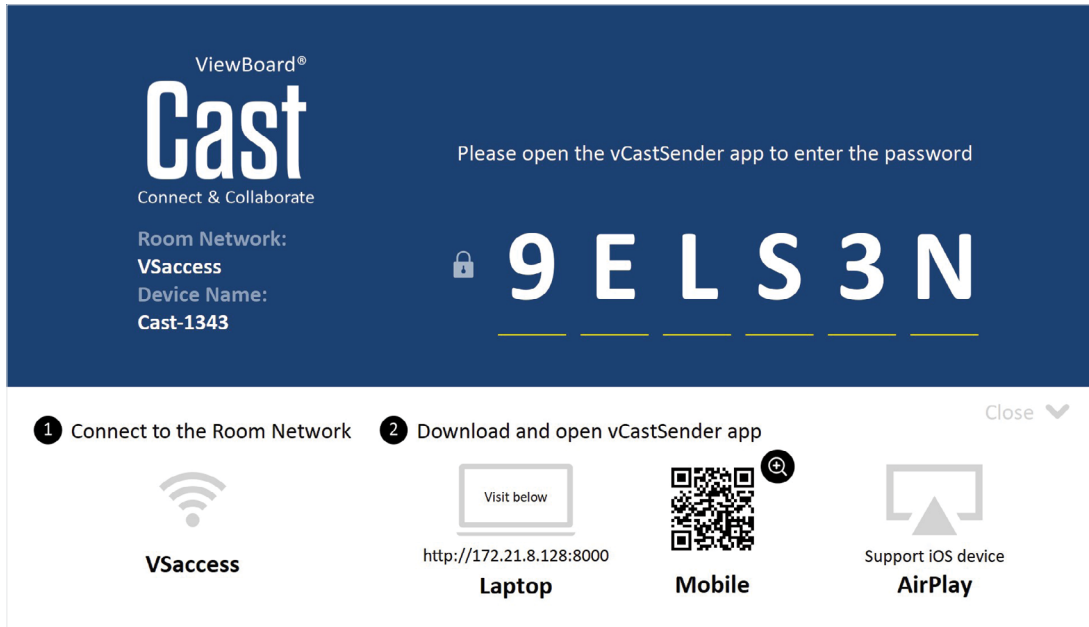 ViewBoard®
Cast
Connect & Collaborate
Room Network:
VSaccess
Device Name:
Cast-1343
Please open the vCastSender app to enter the password
9 E L S 3 N
Close
1 Connect to the Room Network
VSaccess
2 Download and open vCastSender app
Visit below
http://172.21.8.128:8000
Laptop
Mobile
Support iOS device
AirPlay